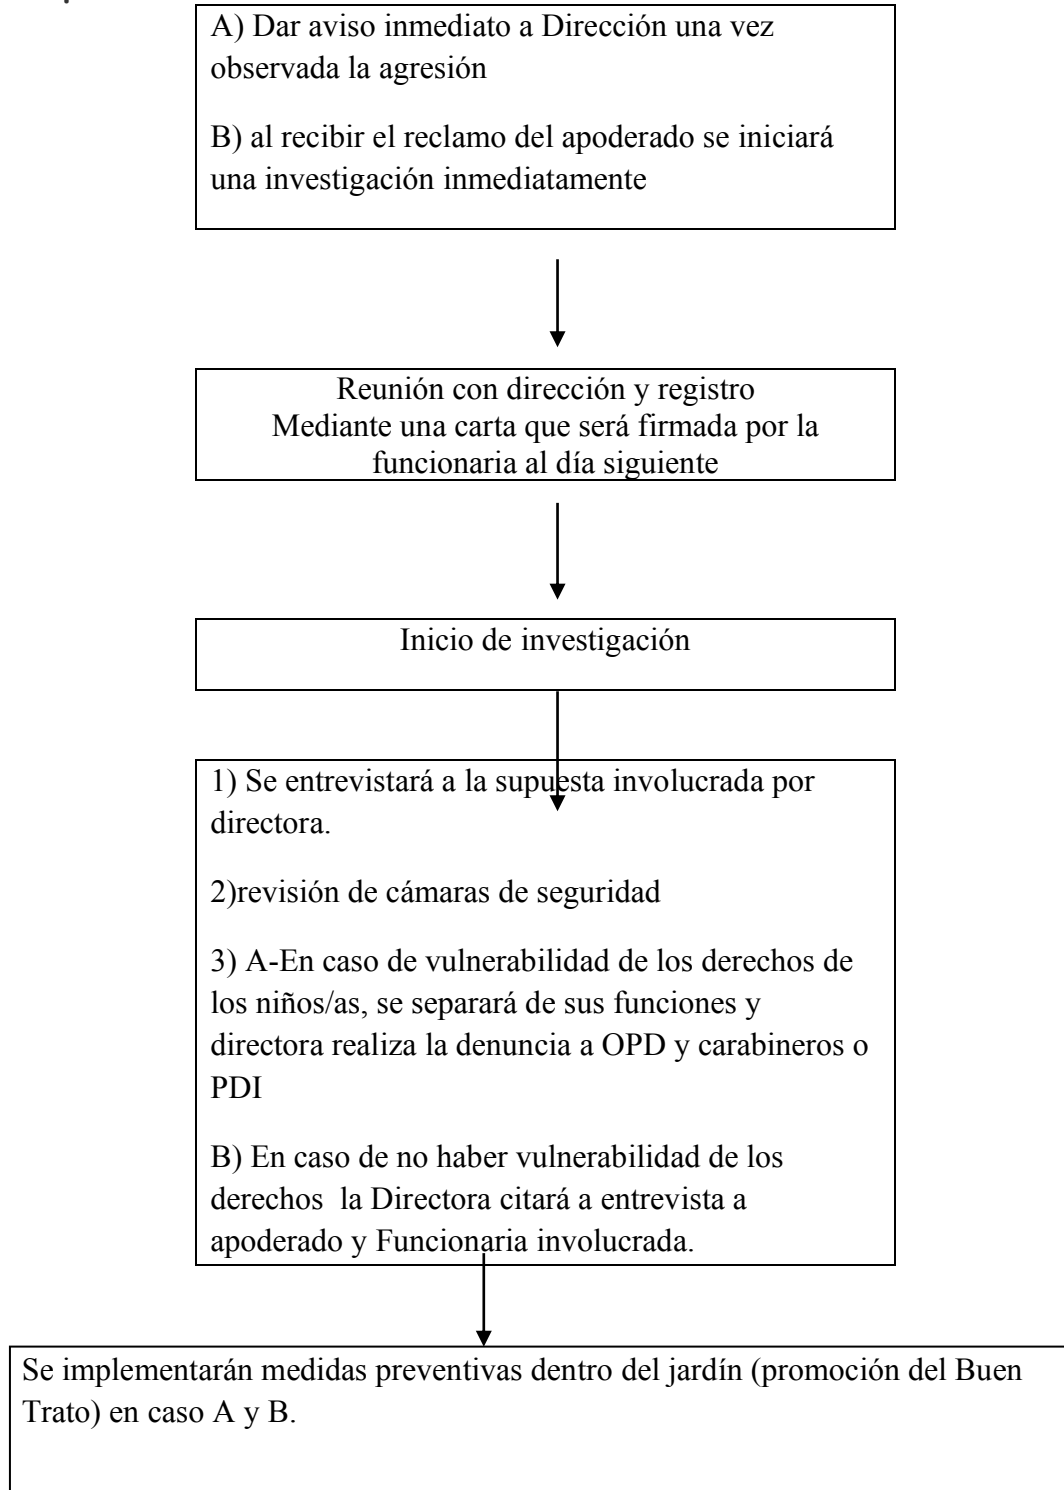 A) Dar aviso inmediato a Dirección una vez
observada la agresión
B) al recibir el reclamo del apoderado se iniciará
una investigación inmediatamente
Reunión con dirección y registro
Mediante una carta que será firmada por la
funcionaria al día siguiente
Inicio de investigación
1) Se entrevistará a la supuesta involucrada por
directora.
2)revisión de cámaras de seguridad
3) A-En caso de vulnerabilidad de los derechos de
los niños/as, se separará de sus funciones y
directora realiza la denuncia a OPD y carabineros o
PDI
B) En caso de no haber vulnerabilidad de los
derechos  la Directora citará a entrevista a
apoderado y Funcionaria involucrada.
Se implementarán medidas preventivas dentro del jardín (promoción del Buen
Trato) en caso A y B.